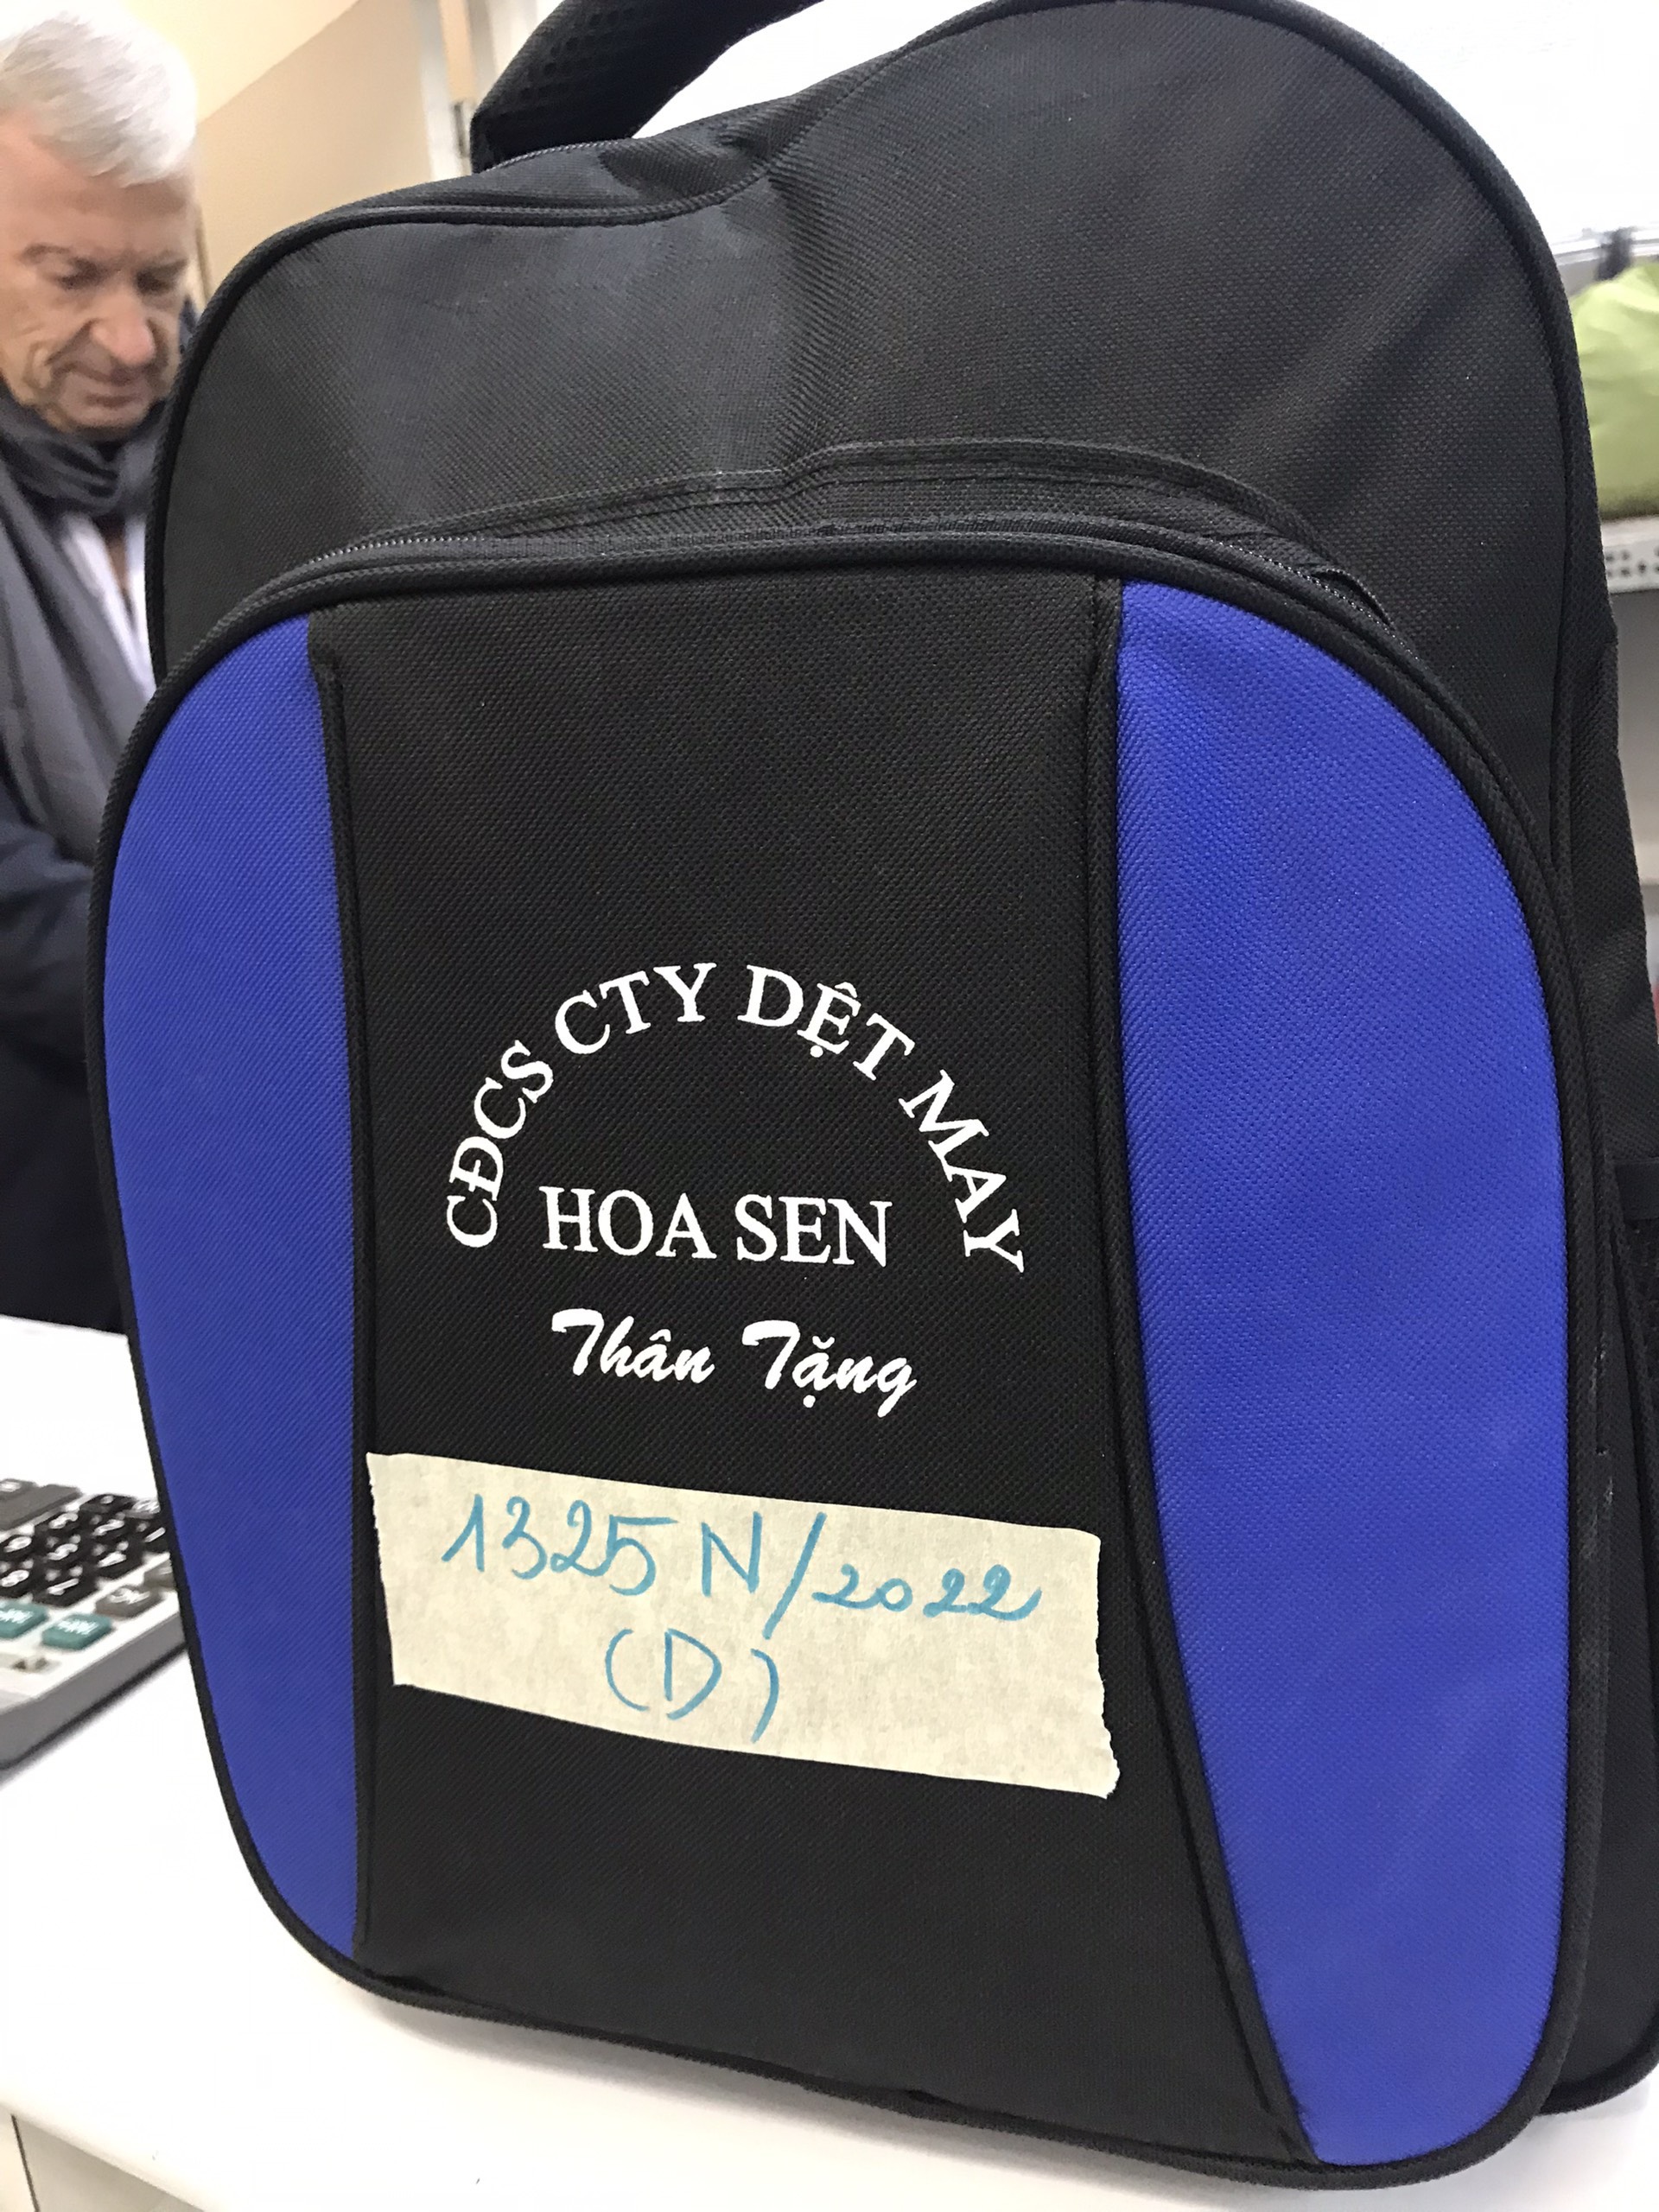 CĐCS CTY DỆT MAY
HOA SEN
Thân Tặng
1325 N/2022
(D)